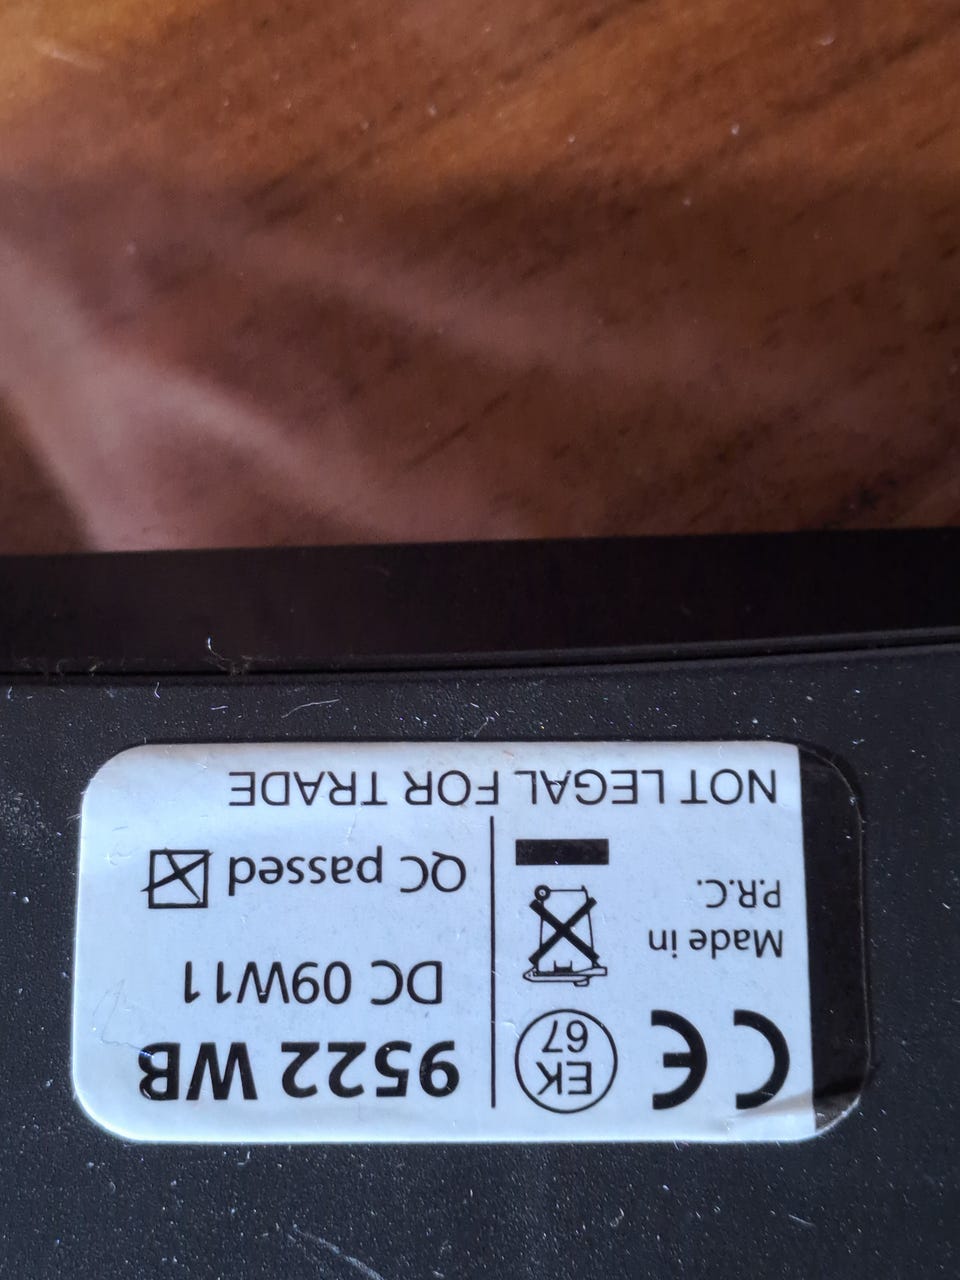 9522 WB
DC 09W11
QC passed
CE
EK
67
Made in
P.R.C.
NOT LEGAL FOR TRADE